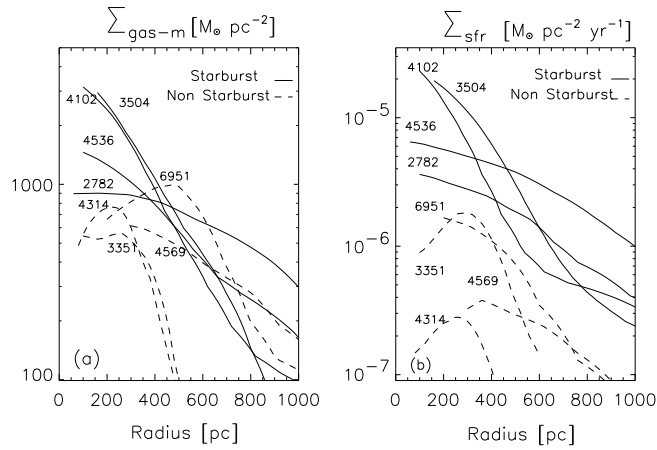 Σgas-m [M⊙ pc-2]
Starburst
Non Starburst
4102
3504
4536
6951
2782
4314
3351
4569
1000
100
(a)
0 200 400 600 800 1000
Radius [pc]
Σsfr [M⊙ pc-2 yr-1]
Starburst
Non Starburst
4102
3504
4536
2782
6951
3351
4569
4314
10-5
10-6
10-7
(b)
0 200 400 600 800 1000
Radius [pc]